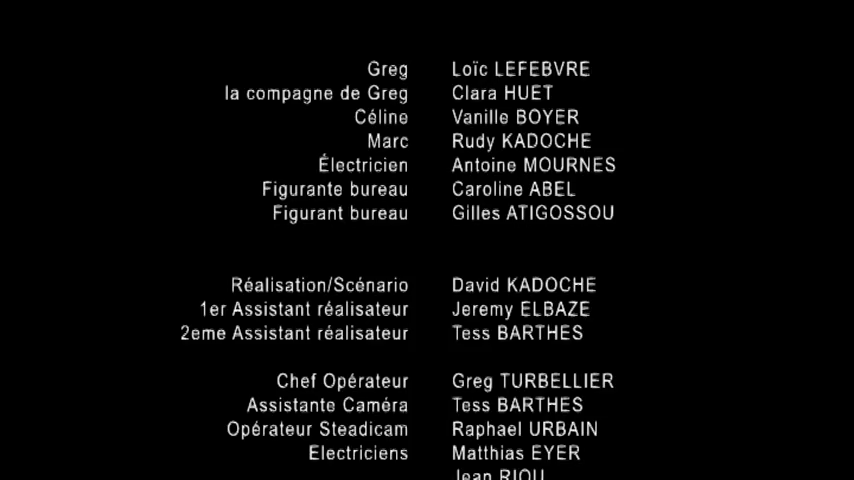 Greg Loïc LEFEBVRE
la compagne de Greg Clara HUET
Céline Vanille BOYER
Marc Rudy KADOCHE
Électricien Antoine MOURNES
Figurante bureau Caroline ABEL
Figurant bureau Gilles ATIGOSSOU
Réalisation/Scénario David KADOCHE
1er Assistant réalisateur Jeremy ELBAZE
2eme Assistant réalisateur Tess BARTHES
Chef Opérateur Greg TURBELLIER
Assistante Caméra Tess BARTHES
Opérateur Steadicam Raphael URBAIN
Electriciens Matthias EYER
Jean RIOU